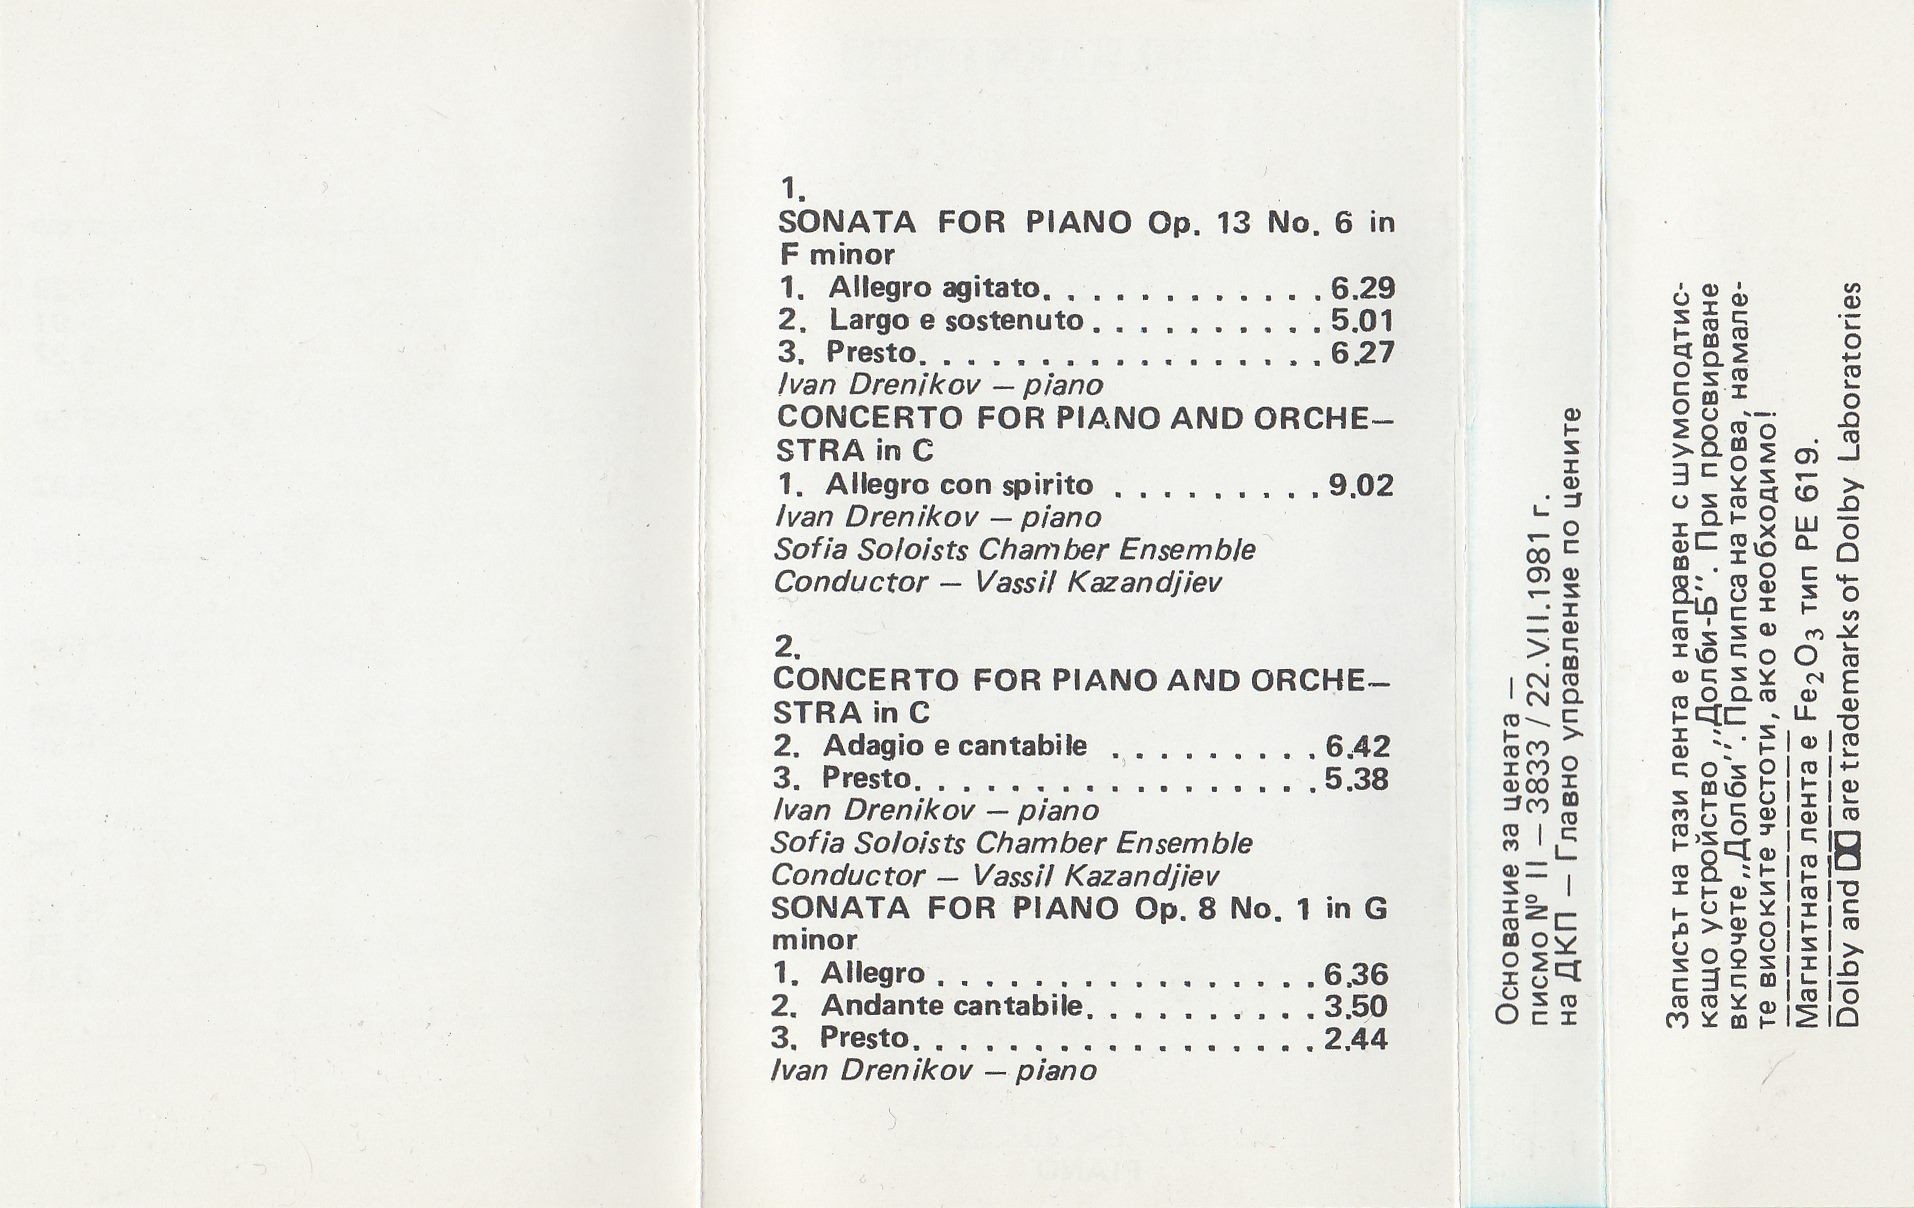 1.
SONATA FOR PIANO Op. 13 No. 6 in
F minor
1. Allegro agitato. . . . . . . . . . . . 6.29
2. Largo e sostenuto . . . . . . . . . . 5.01
3. Presto. . . . . . . . . . . . . . . . . 6.27
Ivan Drenikov — piano
CONCERTO FOR PIANO AND ORCHE—
STRA in C
1. Allegro con spirito . . . . . . . . . 9.02
Ivan Drenikov — piano
Sofia Soloists Chamber Ensemble
Conductor — Vassil Kazandjiev
2.
CONCERTO FOR PIANO AND ORCHE—
STRA in C
2. Adagio e cantabile . . . . . . . . . 6.42
3. Presto. . . . . . . . . . . . . . . . . 5.38
Ivan Drenikov — piano
Sofia Soloists Chamber Ensemble
Conductor — Vassil Kazandjiev
SONATA FOR PIANO Op. 8 No. 1 in G
minor
1. Allegro . . . . . . . . . . . . . . . . 6.36
2. Andante cantabile. . . . . . . . . . 3.50
3. Presto. . . . . . . . . . . . . . . . . 2.44
Ivan Drenikov — piano
Основание за цената —
писмо № II — 3833 / 22.VII.1981 г.
на ДКП — Главно управление по цените
Записът на тази лента е направен с шумоподтис-
кащо устройство „Долби-Б”. При просвирване
включете „Долби”. При липса на такова, намале-
те високите честоти, ако е необходимо!
Магнитната лента е Fe2O3 тип PE 619.
Dolby and are trademarks of Dolby Laboratories